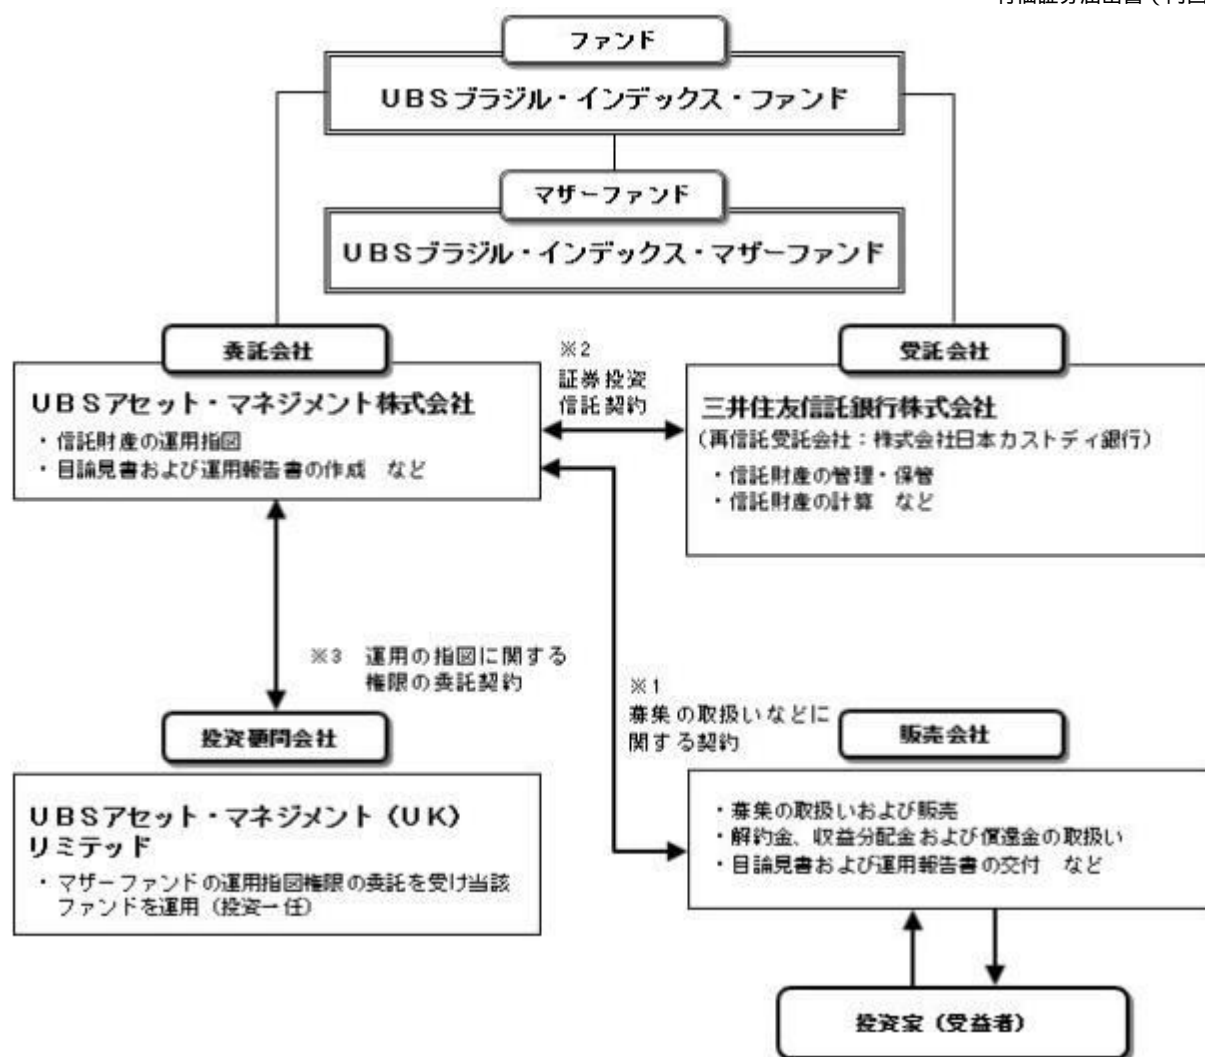 ファンド
UBSブラジル・インデックス・ファンド
マザーファンド
UBSブラジル・インデックス・マザーファンド
委託会社
UBSアセット・マネジメント株式会社
・信託財産の運用指図
・目論見書および運用報告書の作成 など
※2
証券投資
信託契約
受託会社
三井住友信託銀行株式会社
(再信託受託会社:株式会社日本カストディ銀行)
・信託財産の管理・保管
・信託財産の計算 など
※3 運用の指図に関する
権限の委託契約
※1
募集の取扱いなどに
関する契約
投資顧問会社
UBSアセット・マネジメント(UK)
リミテッド
・マザーファンドの運用指図権限の委託を受け当該
ファンドを運用(投資一任)
販売会社
・募集の取扱いおよび販売
・解約金、収益分配金および償還金の取扱い
・目論見書および運用報告書の交付 など
投資家(受益者)